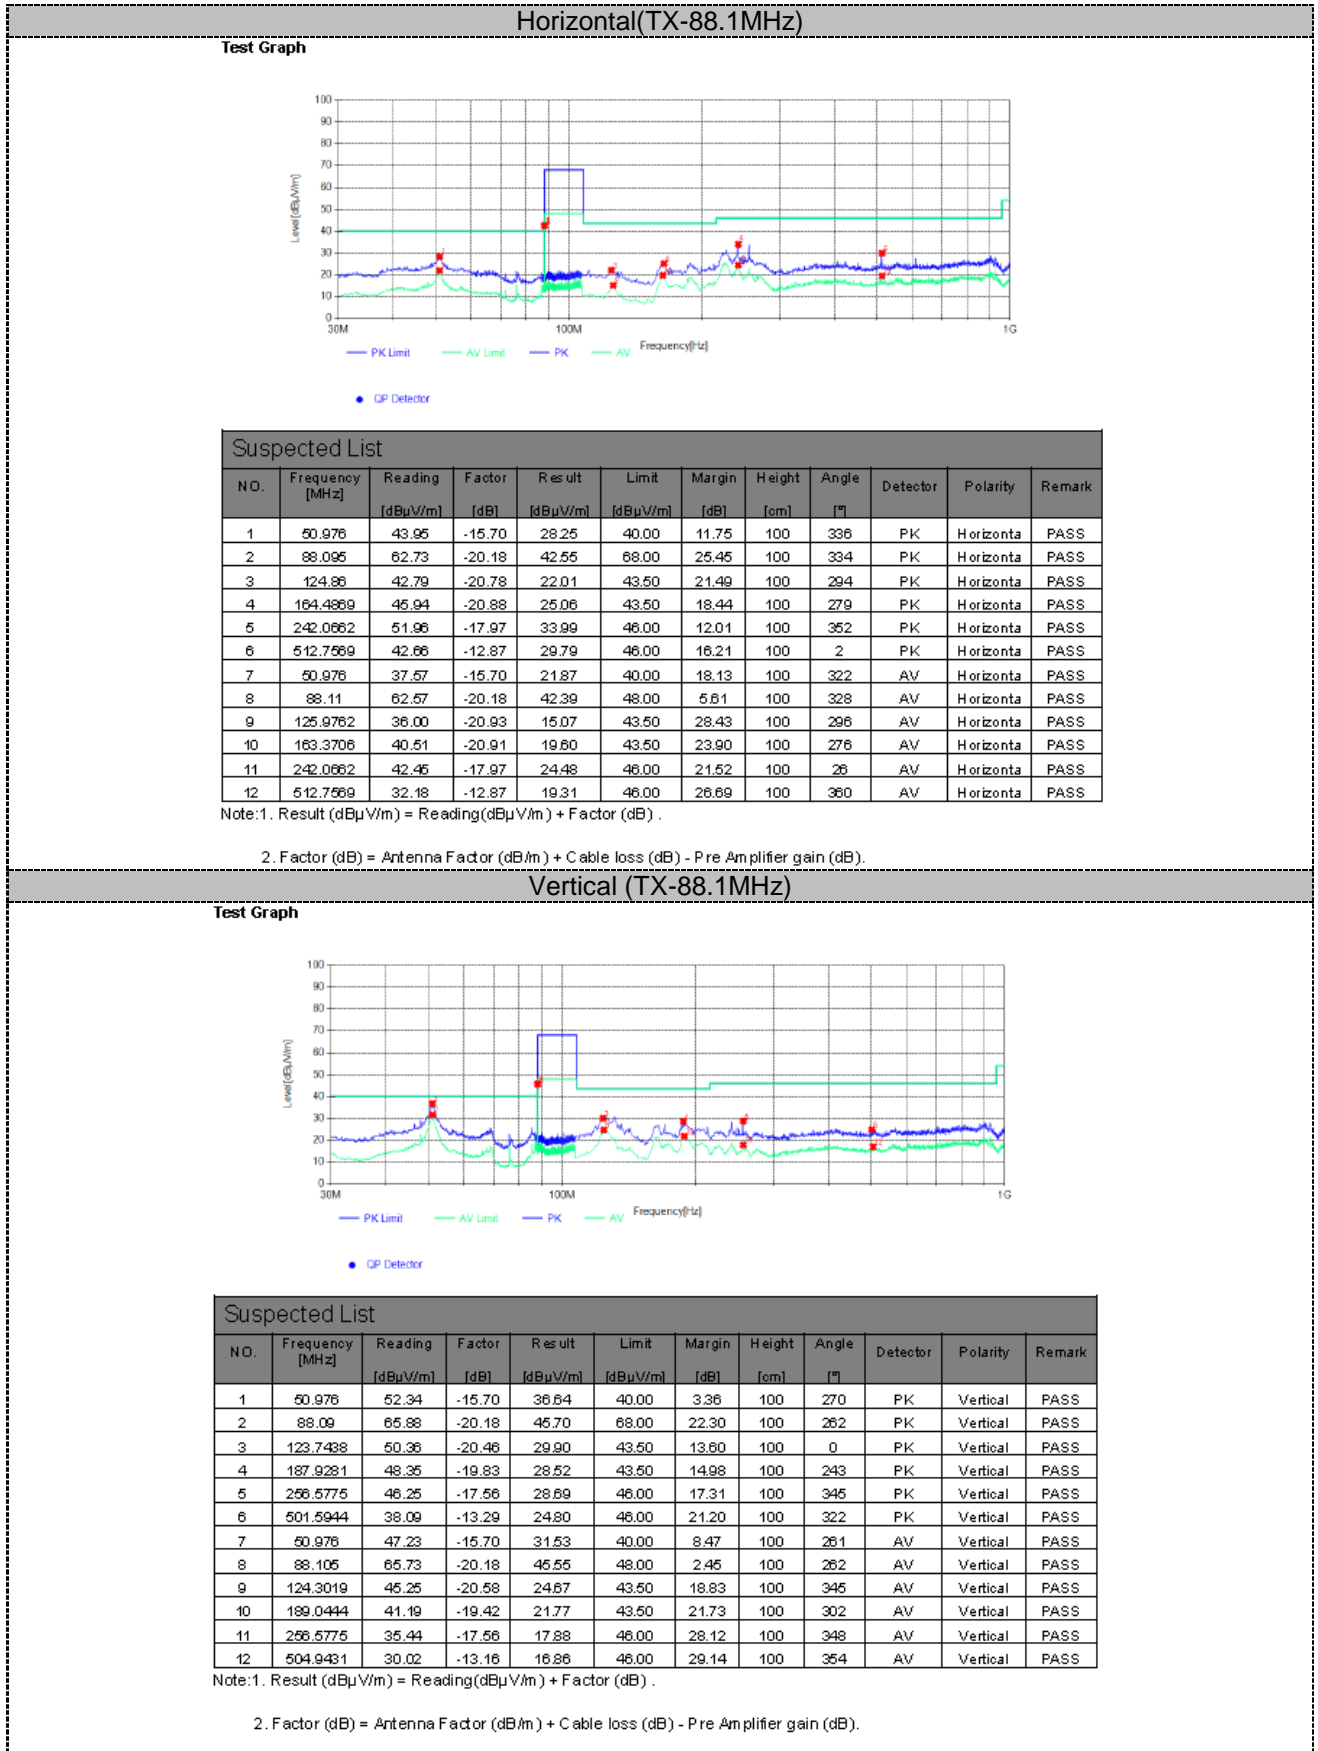 Horizontal(TX-88.1MHz)
Test Graph
100
90
80
70
60
50
40
30
20
10
0
Level[dBμV/m]
30M 100M 1G
Frequency[Hz]
PK Limit AV Limit PK AV
QP Detector
Suspected List
NO. Frequency [MHz] Reading [dBμV/m] Factor [dB] Result [dBμV/m] Limit [dBμV/m] Margin [dB] Height [cm] Angle [°] Detector Polarity Remark
1 50.976 43.95 -15.70 28.25 40.00 11.75 100 336 PK Horizonta PASS
2 88.095 62.73 -20.18 42.55 68.00 25.45 100 334 PK Horizonta PASS
3 124.86 42.79 -20.78 22.01 43.50 21.49 100 294 PK Horizonta PASS
4 164.4869 45.94 -20.88 25.06 43.50 18.44 100 279 PK Horizonta PASS
5 242.0662 51.96 -17.97 33.99 46.00 12.01 100 352 PK Horizonta PASS
6 512.7569 42.66 -12.87 29.79 46.00 16.21 100 2 PK Horizonta PASS
7 50.976 37.57 -15.70 21.87 40.00 18.13 100 322 AV Horizonta PASS
8 88.11 62.57 -20.18 42.39 48.00 5.61 100 328 AV Horizonta PASS
9 125.9762 36.00 -20.93 15.07 43.50 28.43 100 296 AV Horizonta PASS
10 163.3706 40.51 -20.91 19.60 43.50 23.90 100 276 AV Horizonta PASS
11 242.0662 42.45 -17.97 24.48 46.00 21.52 100 26 AV Horizonta PASS
12 512.7569 32.18 -12.87 19.31 46.00 26.69 100 360 AV Horizonta PASS
Note:1. Result (dBμV/m) = Reading(dBμV/m) + Factor (dB) .
2. Factor (dB) = Antenna Factor (dB/m) + Cable loss (dB) - Pre Amplifier gain (dB).
Vertical (TX-88.1MHz)
Test Graph
100
90
80
70
60
50
40
30
20
10
0
Level[dBμV/m]
30M 100M 1G
Frequency[Hz]
PK Limit AV Limit PK AV
QP Detector
Suspected List
NO. Frequency [MHz] Reading [dBμV/m] Factor [dB] Result [dBμV/m] Limit [dBμV/m] Margin [dB] Height [cm] Angle [°] Detector Polarity Remark
1 50.976 52.34 -15.70 36.64 40.00 3.36 100 270 PK Vertical PASS
2 88.09 65.88 -20.18 45.70 68.00 22.30 100 262 PK Vertical PASS
3 123.7438 50.36 -20.46 29.90 43.50 13.60 100 0 PK Vertical PASS
4 187.9281 48.35 -19.83 28.52 43.50 14.98 100 243 PK Vertical PASS
5 256.5775 46.25 -17.56 28.69 46.00 17.31 100 345 PK Vertical PASS
6 501.5944 38.09 -13.29 24.80 46.00 21.20 100 322 PK Vertical PASS
7 50.976 47.23 -15.70 31.53 40.00 8.47 100 261 AV Vertical PASS
8 88.105 65.73 -20.18 45.55 48.00 2.45 100 262 AV Vertical PASS
9 124.3019 45.25 -20.58 24.67 43.50 18.83 100 345 AV Vertical PASS
10 189.0444 41.19 -19.42 21.77 43.50 21.73 100 302 AV Vertical PASS
11 256.5775 35.44 -17.56 17.88 46.00 28.12 100 348 AV Vertical PASS
12 504.9431 30.02 -13.16 16.86 46.00 29.14 100 354 AV Vertical PASS
Note:1. Result (dBμV/m) = Reading(dBμV/m) + Factor (dB) .
2. Factor (dB) = Antenna Factor (dB/m) + Cable loss (dB) - Pre Amplifier gain (dB).